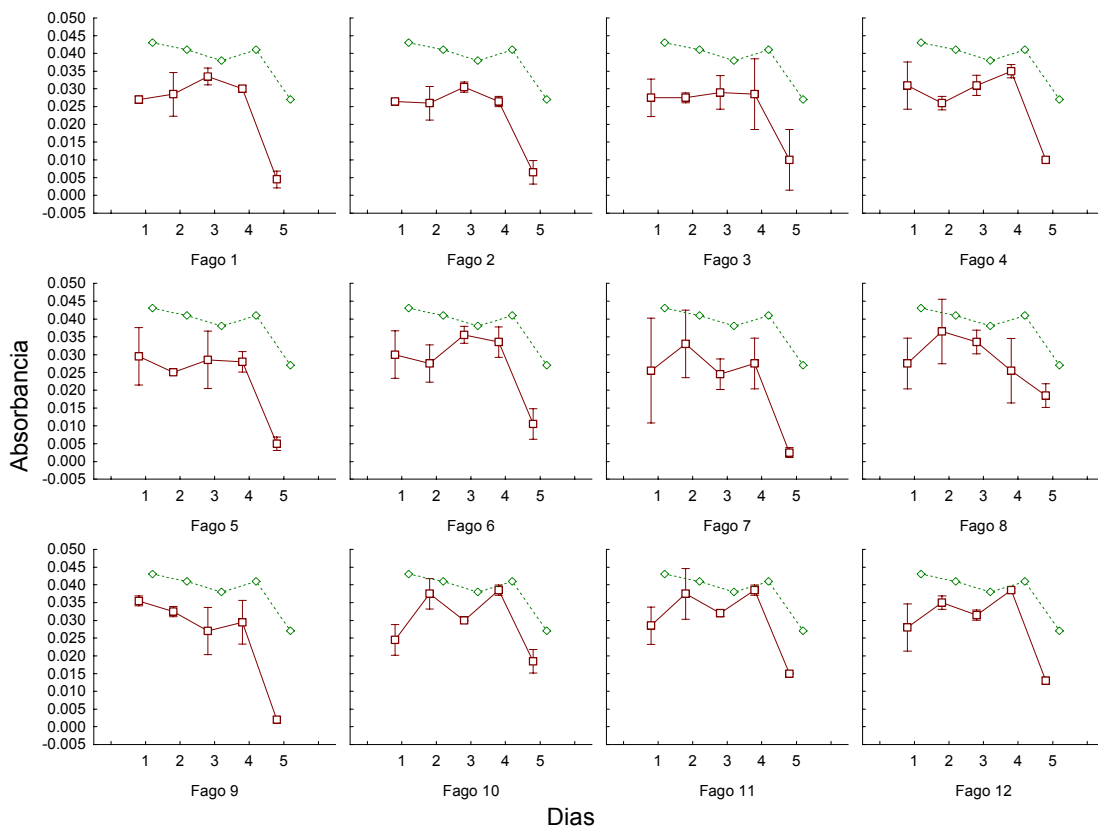 Absorbancia
0.050
0.045
0.040
0.035
0.030
0.025
0.020
0.015
0.010
0.005
0.000
-0.005
1 2 3 4 5
1 2 3 4 5
1 2 3 4 5
1 2 3 4 5
Fago 1
Fago 2
Fago 3
Fago 4
0.050
0.045
0.040
0.035
0.030
0.025
0.020
0.015
0.010
0.005
0.000
-0.005
1 2 3 4 5
1 2 3 4 5
1 2 3 4 5
1 2 3 4 5
Fago 5
Fago 6
Fago 7
Fago 8
0.050
0.045
0.040
0.035
0.030
0.025
0.020
0.015
0.010
0.005
0.000
-0.005
1 2 3 4 5
1 2 3 4 5
1 2 3 4 5
1 2 3 4 5
Fago 9
Fago 10
Fago 11
Fago 12
Dias